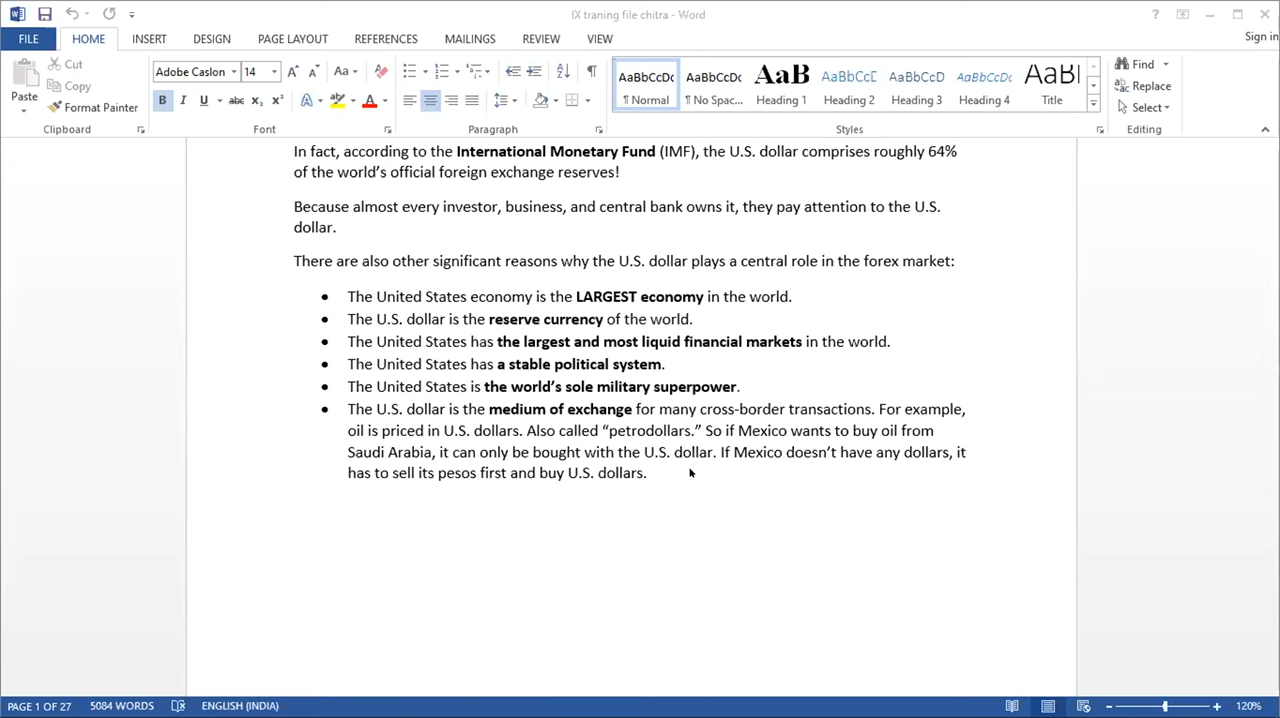 IX traning file chitra - Word
?
Sign in
FILE HOME INSERT DESIGN PAGE LAYOUT REFERENCES MAILINGS REVIEW VIEW
Paste
Cut
Copy
Format Painter
Clipboard
Adobe Caslon 14
B I U abc x₂ x²
Font
Paragraph
AaBbCcDc AaBbCcDc AaB AaBbCcD AaBbCcD AaBbCcD AaBI
¶ Normal ¶ No Spac... Heading 1 Heading 2 Heading 3 Heading 4 Title
Styles
Find
Replace
Select
Editing
In fact, according to the International Monetary Fund (IMF), the U.S. dollar comprises roughly 64%
of the world’s official foreign exchange reserves!
Because almost every investor, business, and central bank owns it, they pay attention to the U.S.
dollar.
There are also other significant reasons why the U.S. dollar plays a central role in the forex market:
• The United States economy is the LARGEST economy in the world.
• The U.S. dollar is the reserve currency of the world.
• The United States has the largest and most liquid financial markets in the world.
• The United States has a stable political system.
• The United States is the world’s sole military superpower.
• The U.S. dollar is the medium of exchange for many cross-border transactions. For example,
oil is priced in U.S. dollars. Also called “petrodollars.” So if Mexico wants to buy oil from
Saudi Arabia, it can only be bought with the U.S. dollar. If Mexico doesn’t have any dollars, it
has to sell its pesos first and buy U.S. dollars.
PAGE 1 OF 27 5084 WORDS ENGLISH (INDIA) 120%